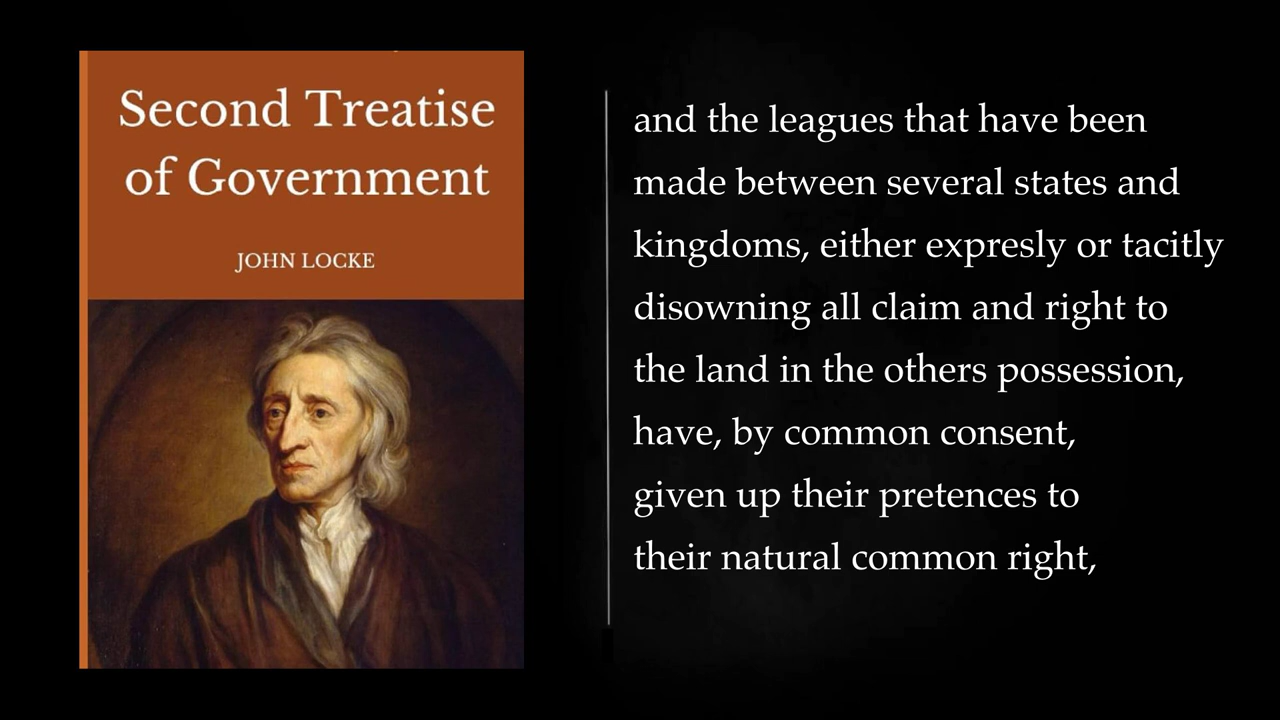 Second Treatise
of Government
JOHN LOCKE
and the leagues that have been
made between several states and
kingdoms, either expresly or tacitly
disowning all claim and right to
the land in the others possession,
have, by common consent,
given up their pretences to
their natural common right,